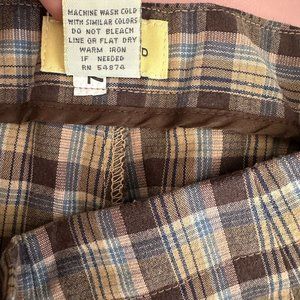 MACHINE WASH COLD
WITH SIMILAR COLORS
DO NOT BLEACH
LINE OR FLAT DRY
WARM IRON
IF NEEDED
RN 54874